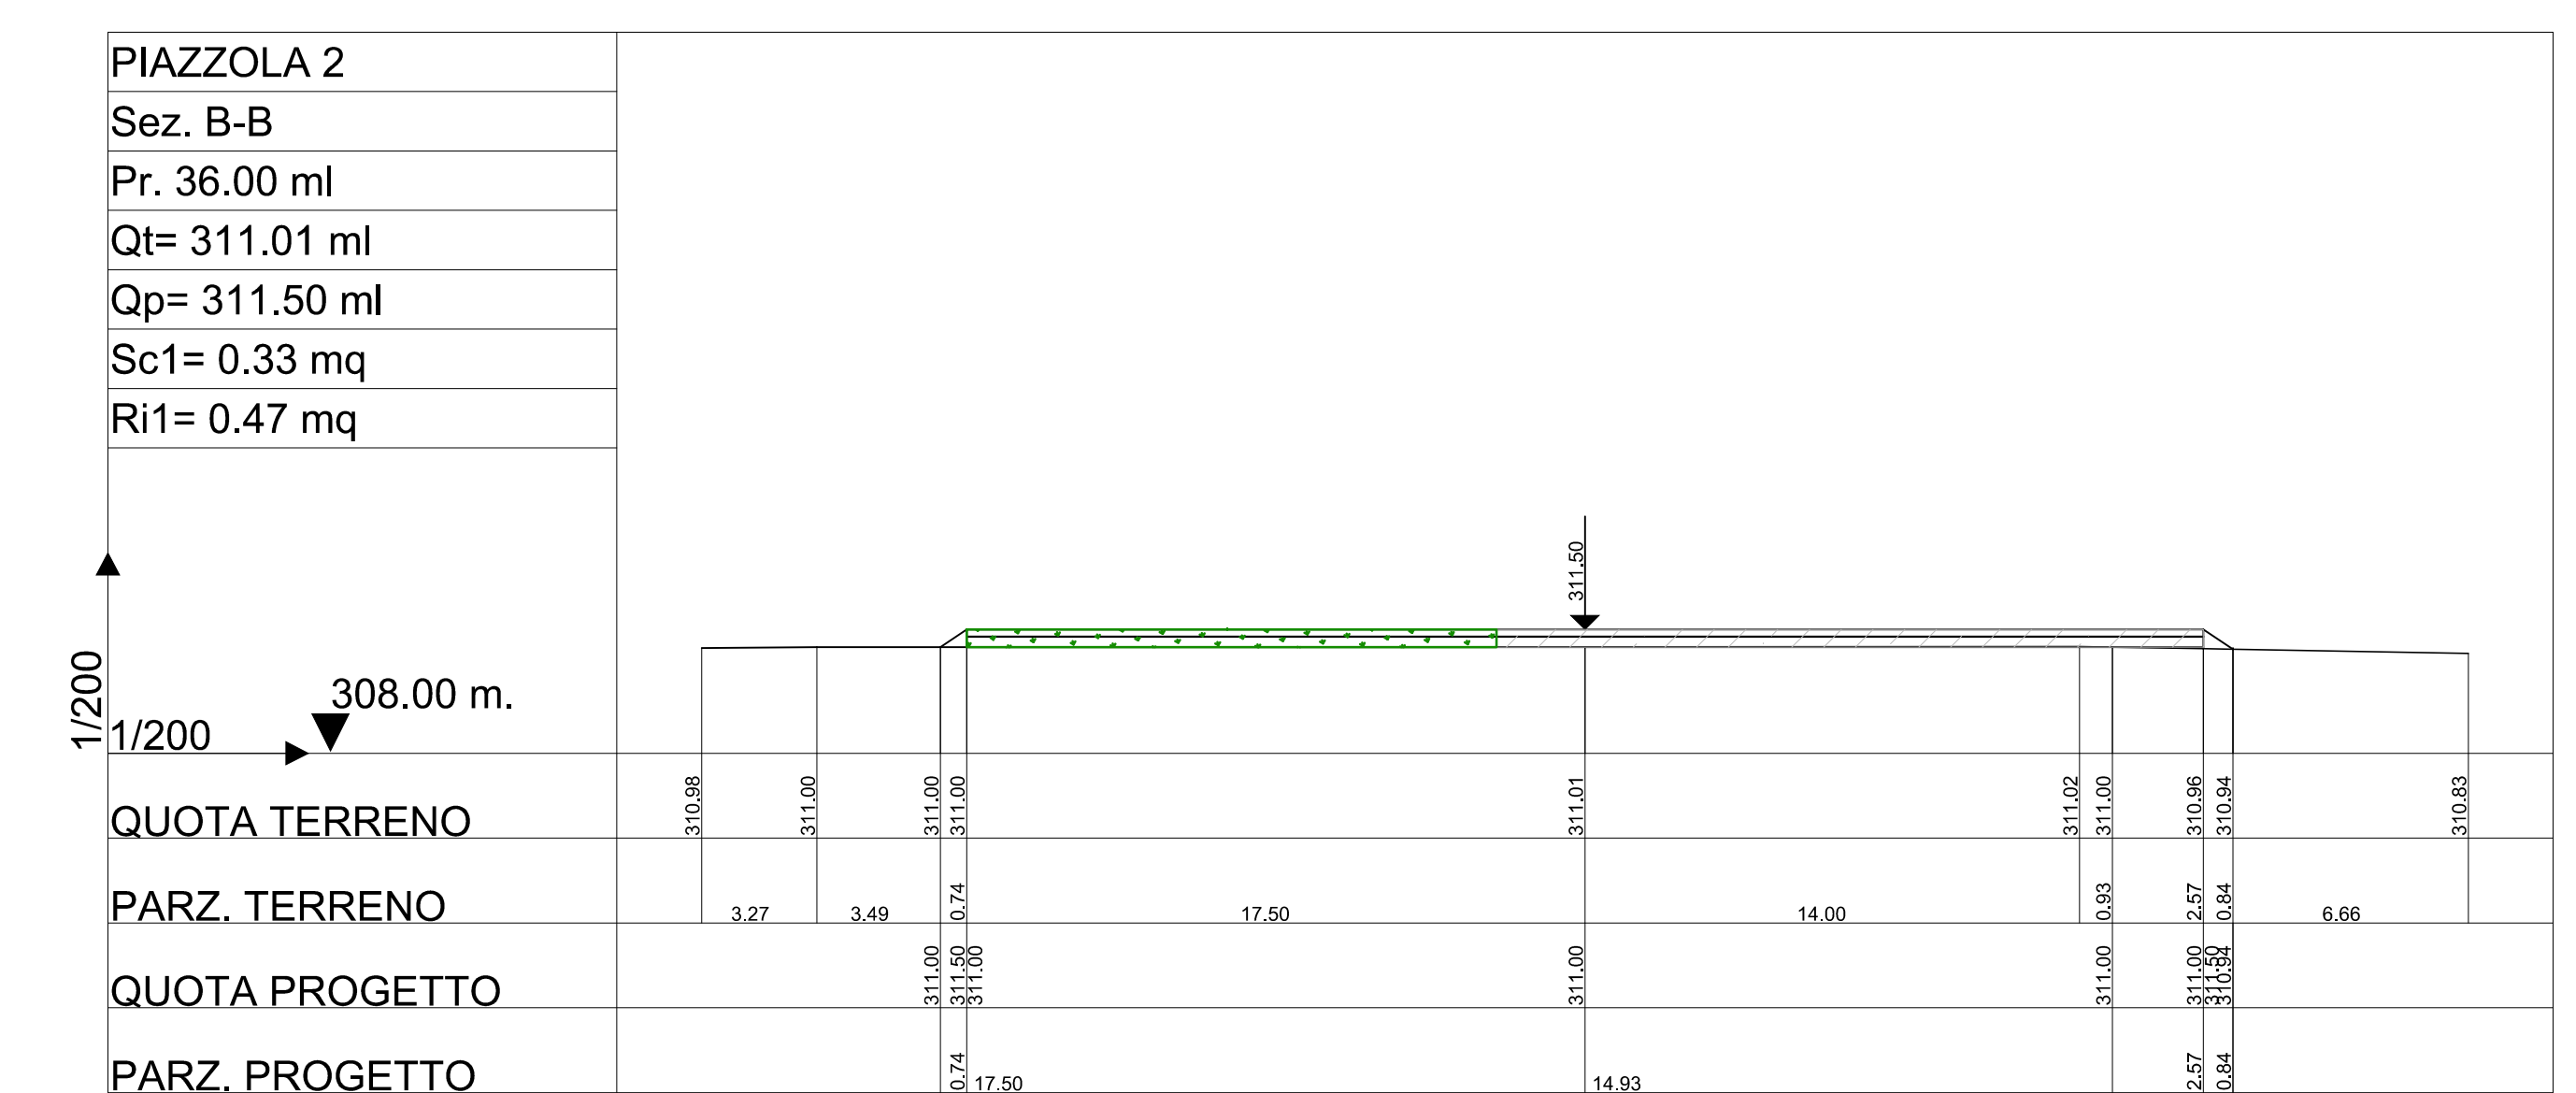 PIAZZOLA 2
Sez. B-B
Pr. 36.00 ml
Qt= 311.01 ml
Qp= 311.50 ml
Sc1= 0.33 mq
Ri1= 0.47 mq
311.50
1/200
308.00 m.
1/200
QUOTA TERRENO 310.98 311.00 311.00 311.00 311.01 311.02 311.00 310.96 310.94 310.83
PARZ. TERRENO 3.27 3.49 0.74 17.50 14.00 0.93 2.57 0.84 6.66
QUOTA PROGETTO 311.00 311.50 311.00 311.00 311.00 311.00 311.50 310.94
PARZ. PROGETTO 0.74 17.50 14.93 2.57 0.84